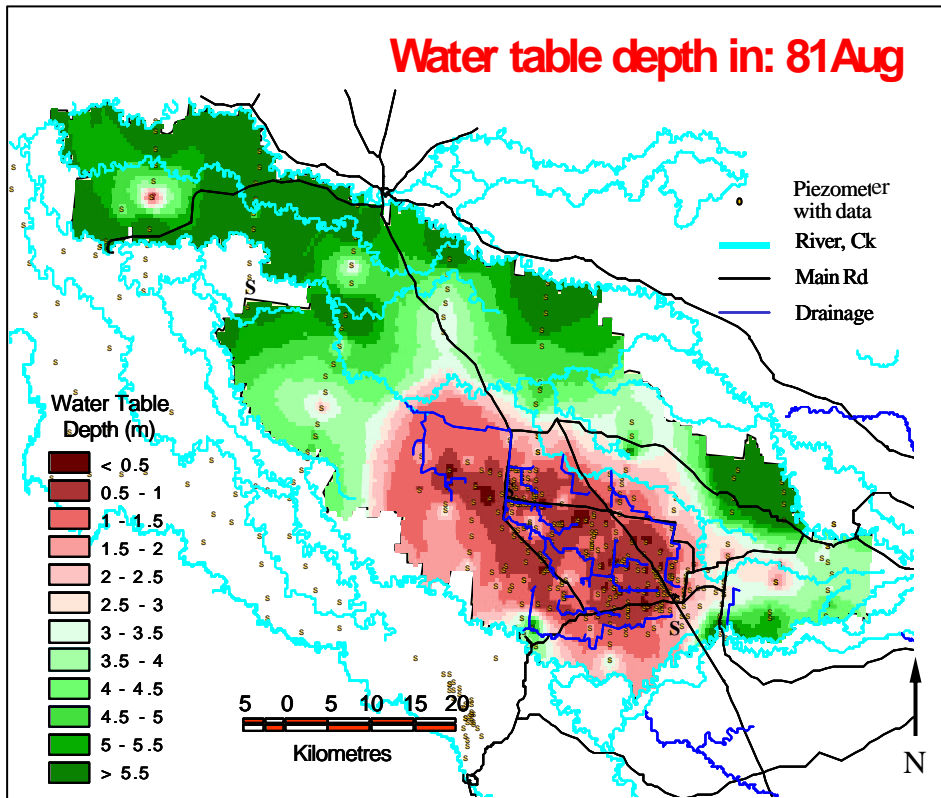 Water table depth in: 81Aug
Piezometer
with data
River, Ck
Main Rd
Drainage
S
Water Table
Depth (m)
< 0.5
0.5 - 1
1 - 1.5
1.5 - 2
2 - 2.5
2.5 - 3
3 - 3.5
3.5 - 4
4 - 4.5
4.5 - 5
5 - 5.5
> 5.5
S
5 0 5 10 15 20
Kilometres
N